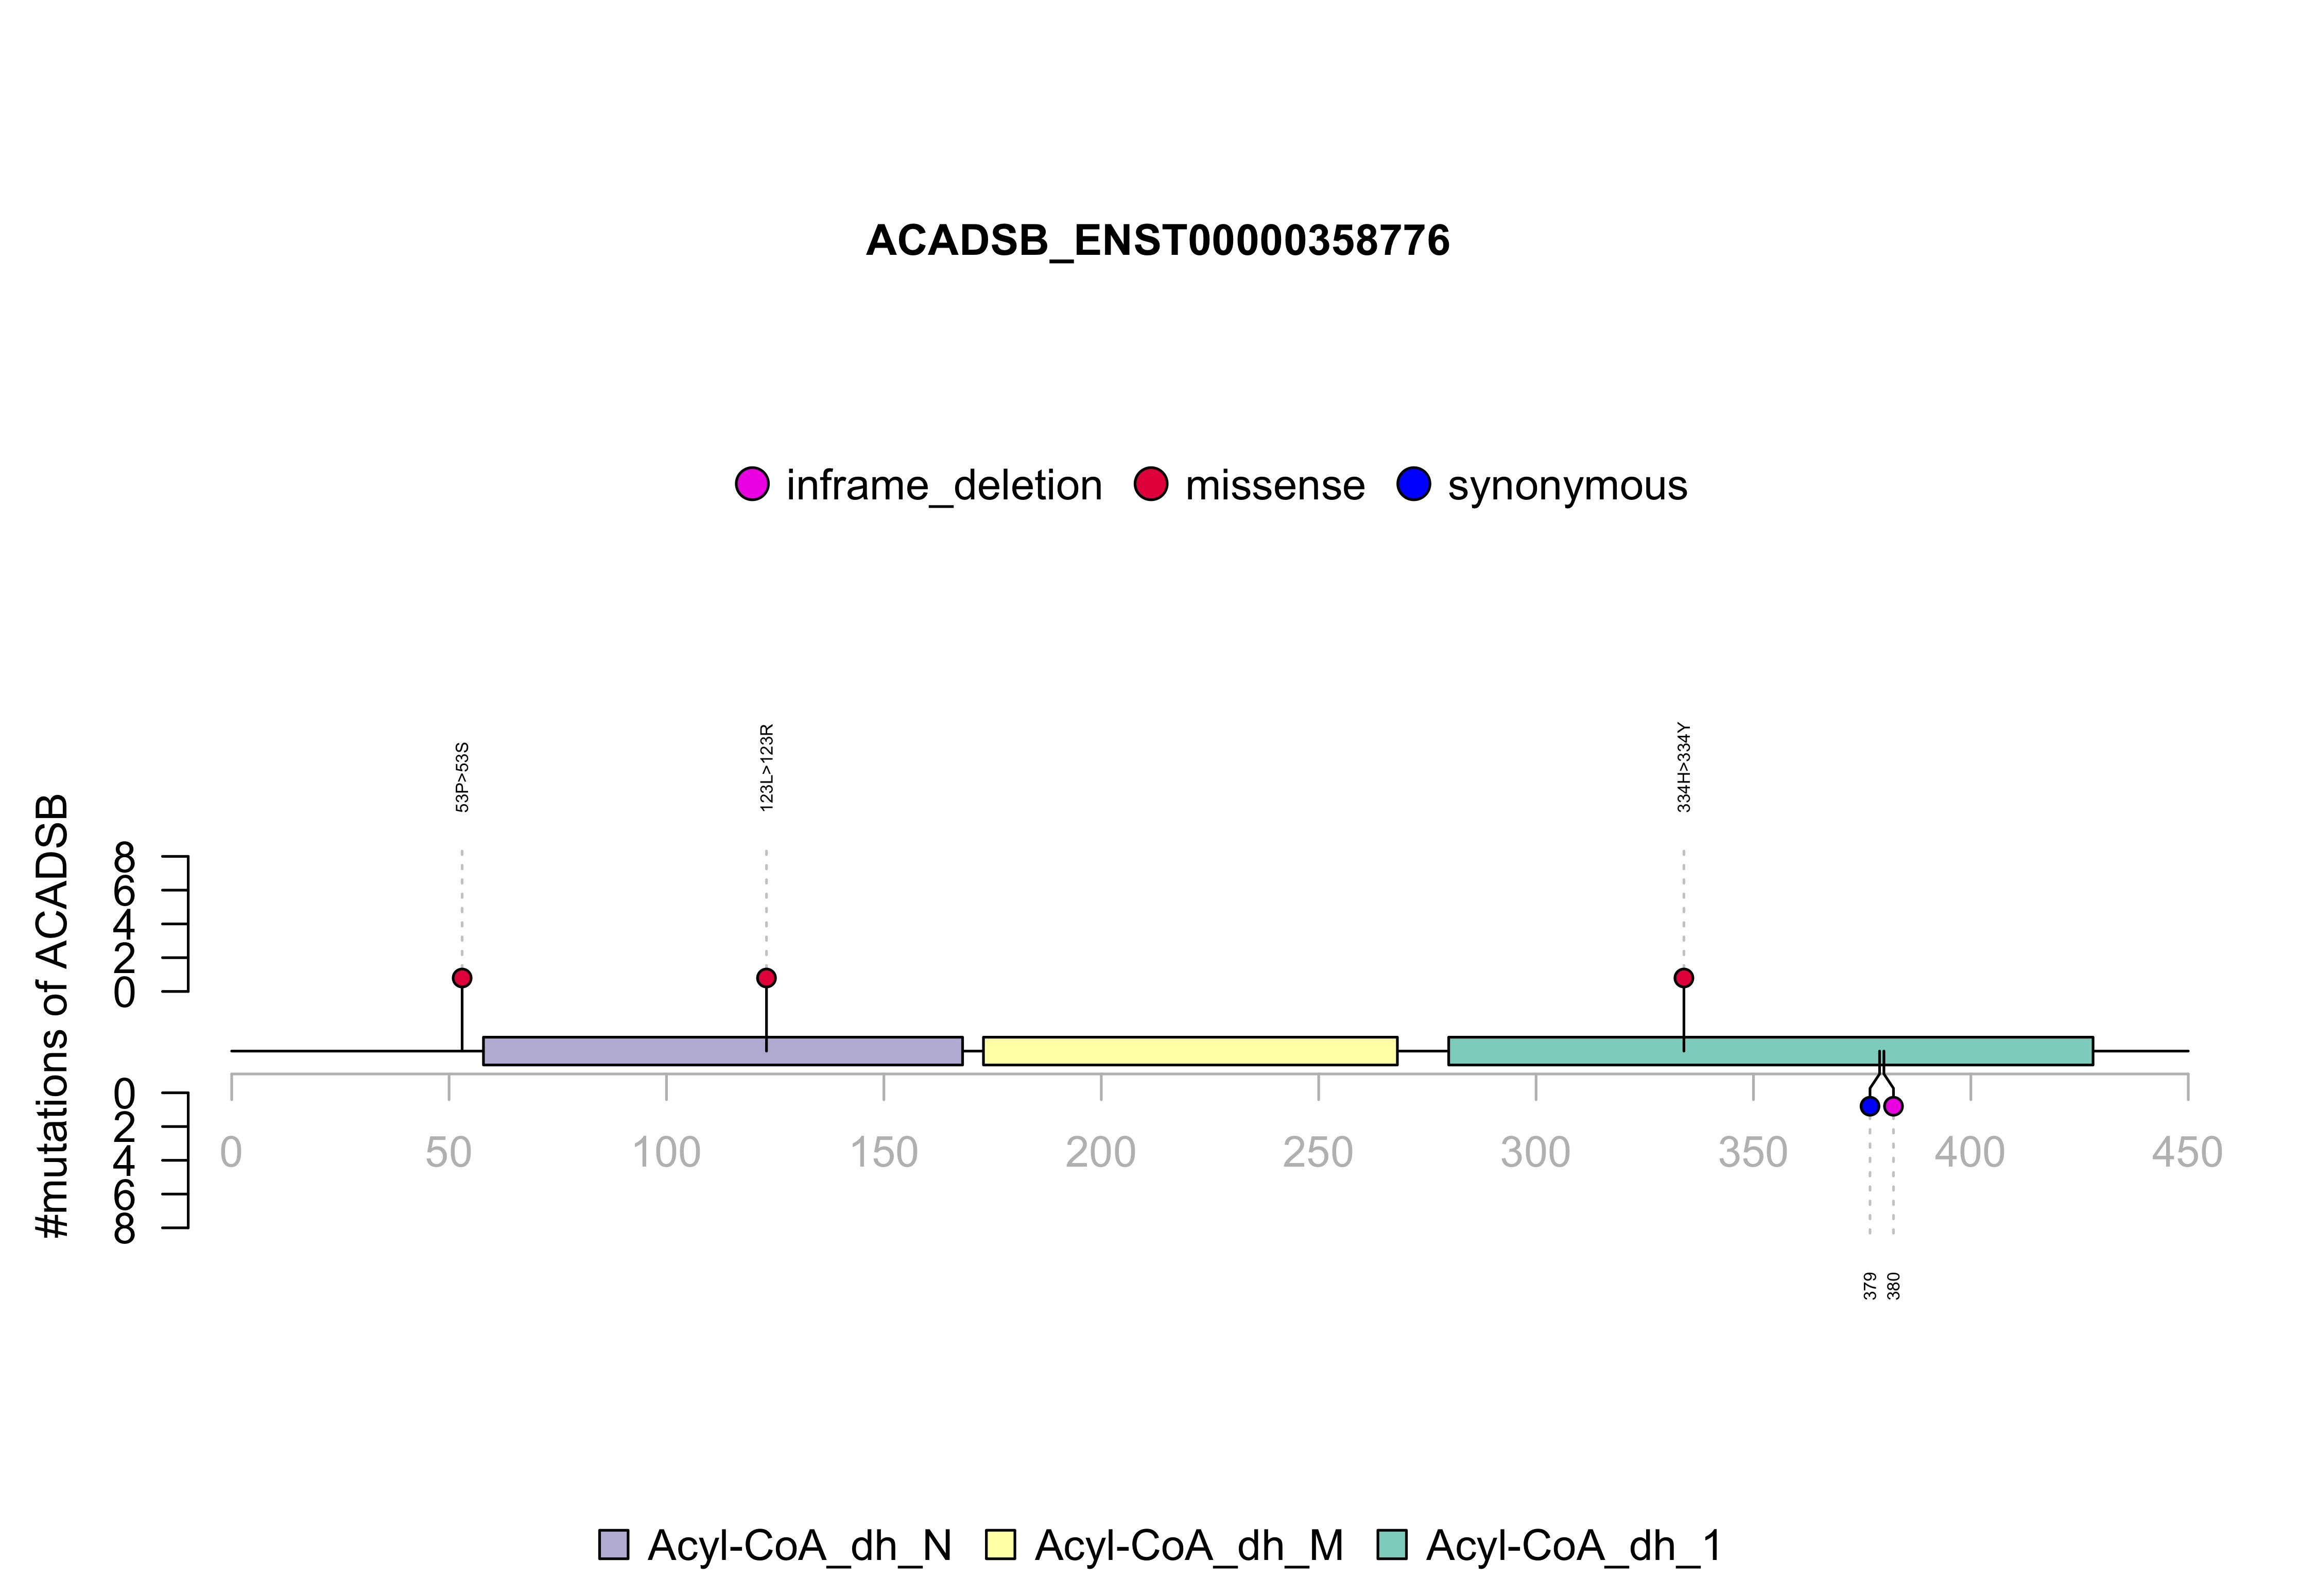 ACADSB_ENST00000358776
inframe_deletion missense synonymous
53P>53S 123L>123R 334H>334Y
#mutations of ACADSB
8
6
4
2
0
0
2
4
6
8
0 50 100 150 200 250 300 350 400 450
379 380
Acyl-CoA_dh_N Acyl-CoA_dh_M Acyl-CoA_dh_1